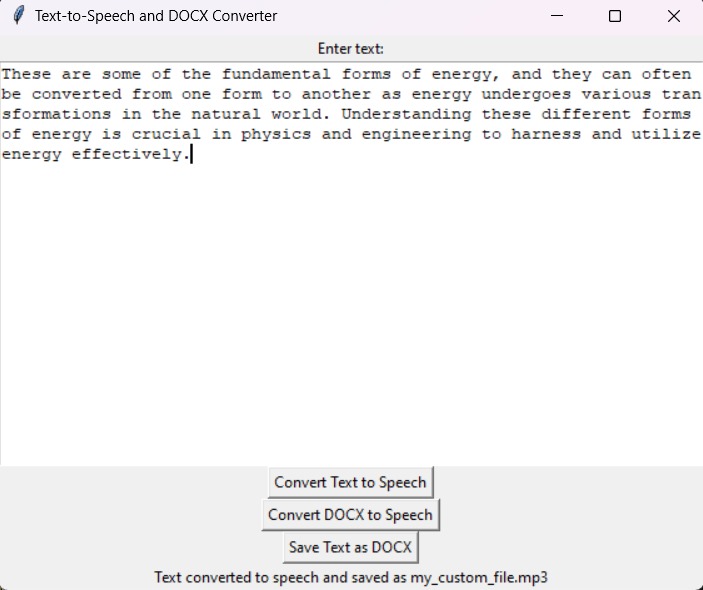 Text-to-Speech and DOCX Converter
Enter text:
These are some of the fundamental forms of energy, and they can often
be converted from one form to another as energy undergoes various tran
sformations in the natural world. Understanding these different forms
of energy is crucial in physics and engineering to harness and utilize
energy effectively.
Convert Text to Speech
Convert DOCX to Speech
Save Text as DOCX
Text converted to speech and saved as my_custom_file.mp3